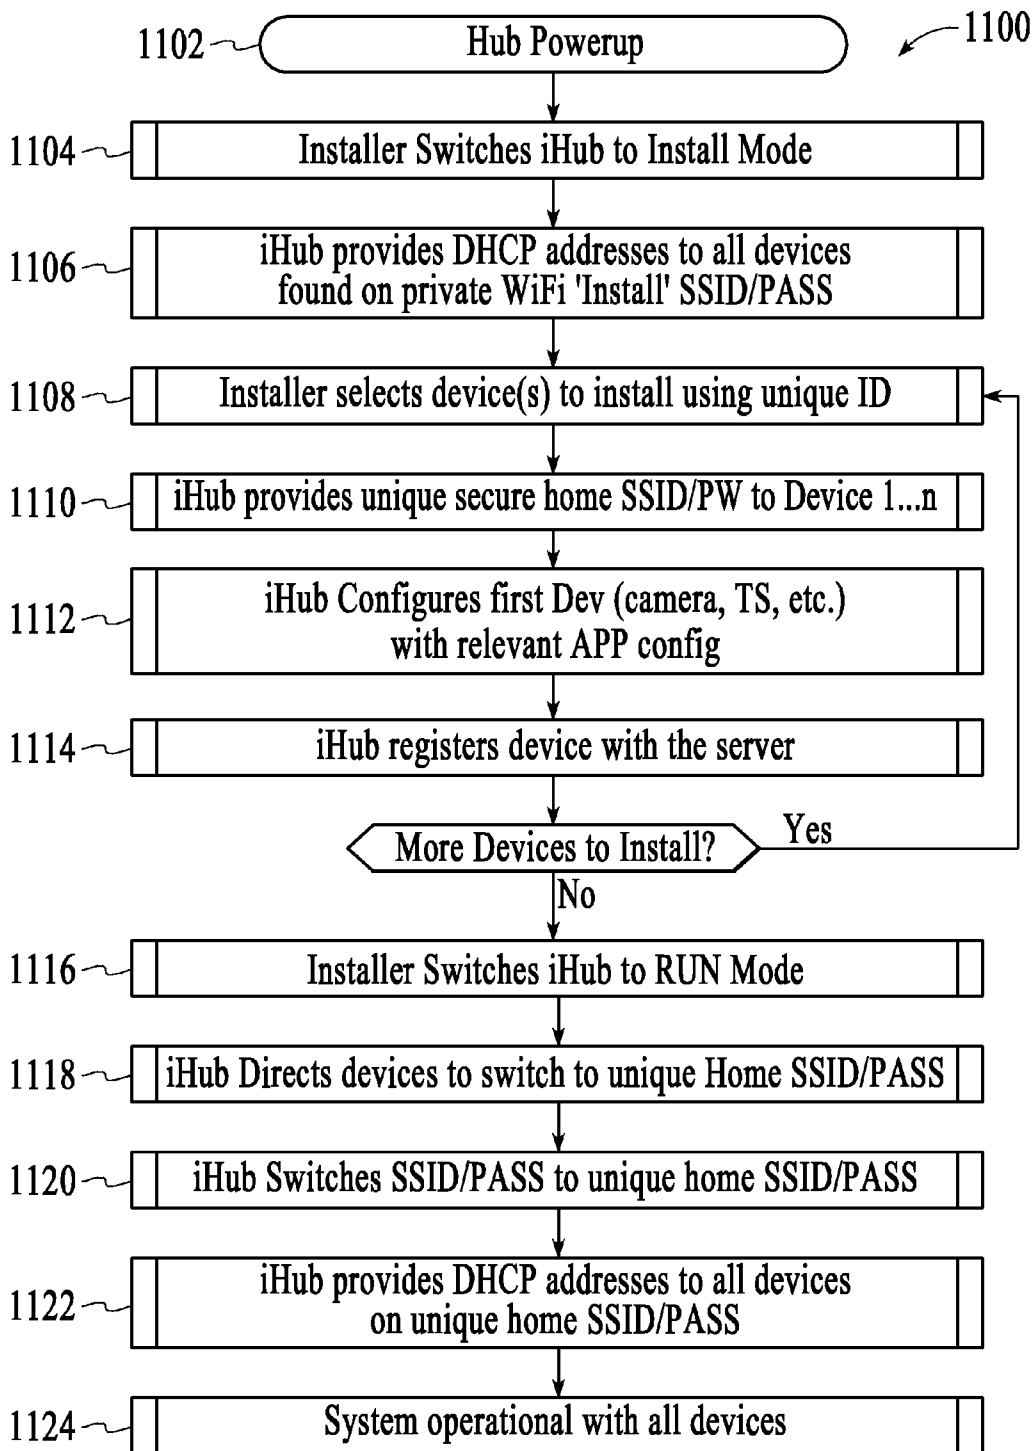 1102
Hub Powerup
1100
1104
Installer Switches iHub to Install Mode
1106
iHub provides DHCP addresses to all devices
found on private WiFi 'Install' SSID/PASS
1108
Installer selects device(s) to install using unique ID
1110
iHub provides unique secure home SSID/PW to Device 1...n
1112
iHub Configures first Dev (camera, TS, etc.)
with relevant APP config
1114
iHub registers device with the server
More Devices to Install?
Yes
No
1116
Installer Switches iHub to RUN Mode
1118
iHub Directs devices to switch to unique Home SSID/PASS
1120
iHub Switches SSID/PASS to unique home SSID/PASS
1122
iHub provides DHCP addresses to all devices
on unique home SSID/PASS
1124
System operational with all devices